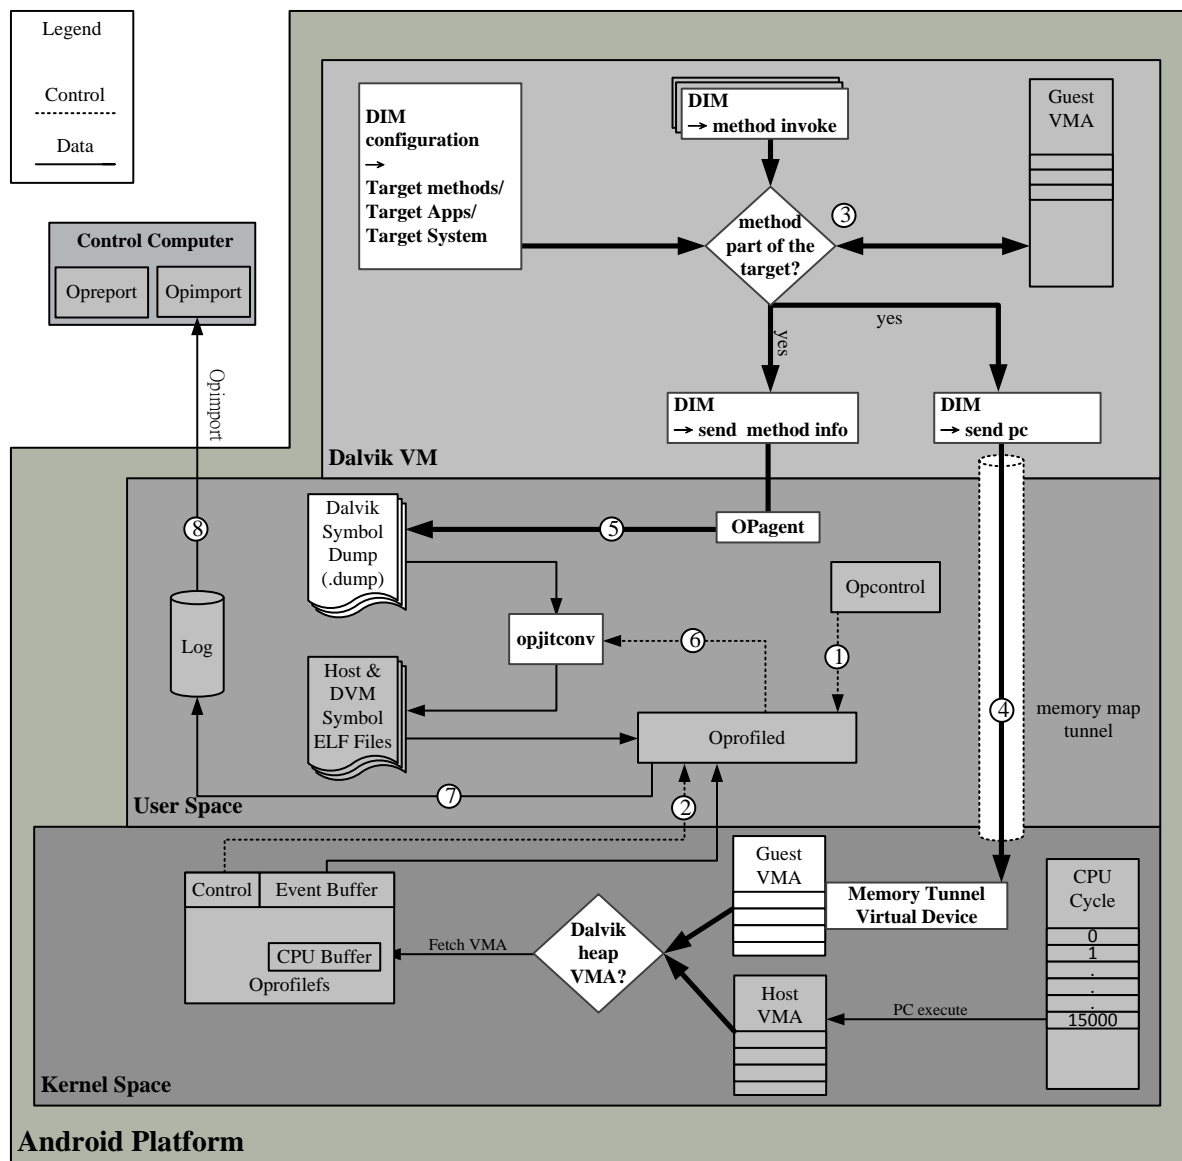 Legend
Control
Data
Control Computer
Opreport
Opimport
Opimport
8
DIM
configuration
→
Target methods/
Target Apps/
Target System
DIM
→ method invoke
Guest
VMA
method
part of the
target?
3
yes
yes
DIM
→ send method info
DIM
→ send pc
Dalvik VM
Dalvik
Symbol
Dump
(.dump)
5
OPagent
Opcontrol
opjitconv
6
1
Log
Host &
DVM
Symbol
ELF Files
Oprofiled
4
memory map
tunnel
7
2
User Space
Control
Event Buffer
CPU Buffer
Oprofilefs
Fetch VMA
Dalvik
heap
VMA?
Guest
VMA
Memory Tunnel
Virtual Device
Host
VMA
PC execute
CPU
Cycle
0
1
.
.
.
15000
Kernel Space
Android Platform